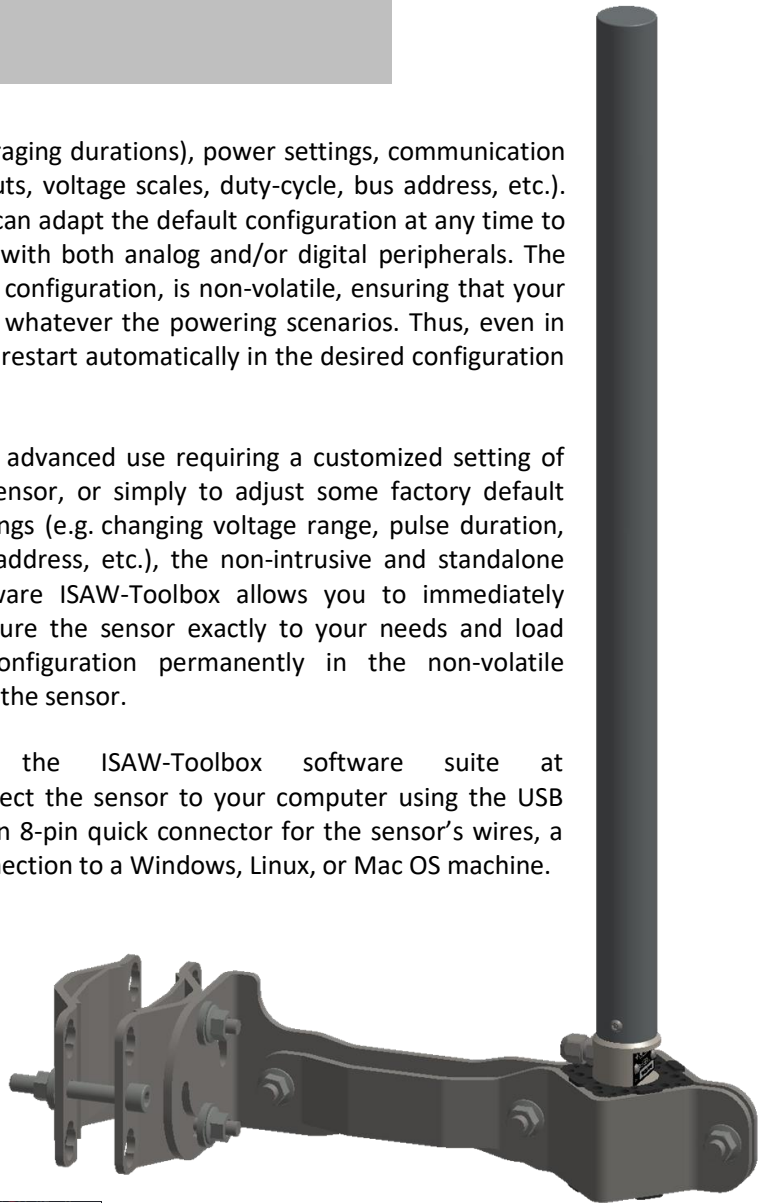 raging durations), power settings, communication
uts, voltage scales, duty-cycle, bus address, etc.).
can adapt the default configuration at any time to
with both analog and/or digital peripherals. The
configuration, is non-volatile, ensuring that your
whatever the powering scenarios. Thus, even in
restart automatically in the desired configuration
advanced use requiring a customized setting of
ensor, or simply to adjust some factory default
ngs (e.g. changing voltage range, pulse duration,
address, etc.), the non-intrusive and standalone
ware ISAW-Toolbox allows you to immediately
ure the sensor exactly to your needs and load
onfiguration permanently in the non-volatile
the sensor.
the ISAW-Toolbox software suite at
ect the sensor to your computer using the USB
n 8-pin quick connector for the sensor’s wires, a
nection to a Windows, Linux, or Mac OS machine.